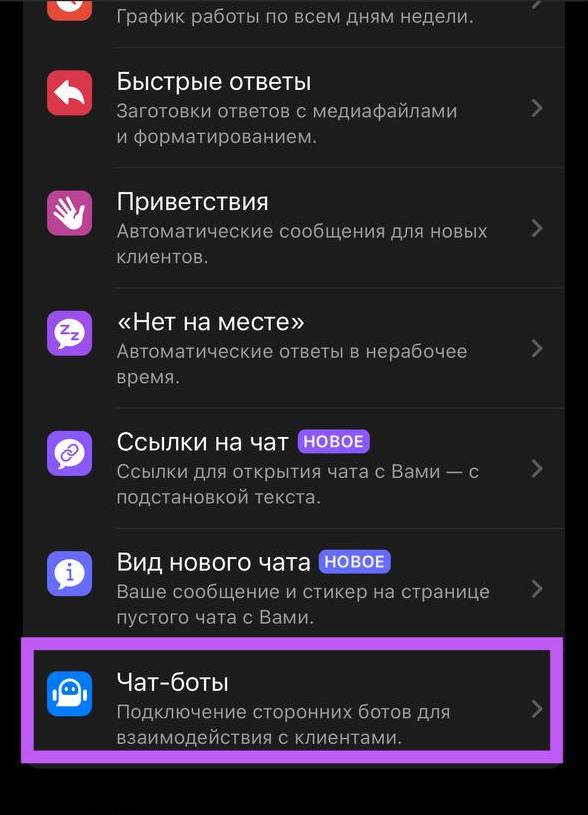 График работы по всем дням недели.
Быстрые ответы
Заготовки ответов с медиафайлами
и форматированием.
Приветствия
Автоматические сообщения для новых
клиентов.
«Нет на месте»
Автоматические ответы в нерабочее
время.
Ссылки на чат НОВОЕ
Ссылки для открытия чата с Вами — с
подстановкой текста.
Вид нового чата НОВОЕ
Ваше сообщение и стикер на странице
пустого чата с Вами.
Чат-боты
Подключение сторонних ботов для
взаимодействия с клиентами.